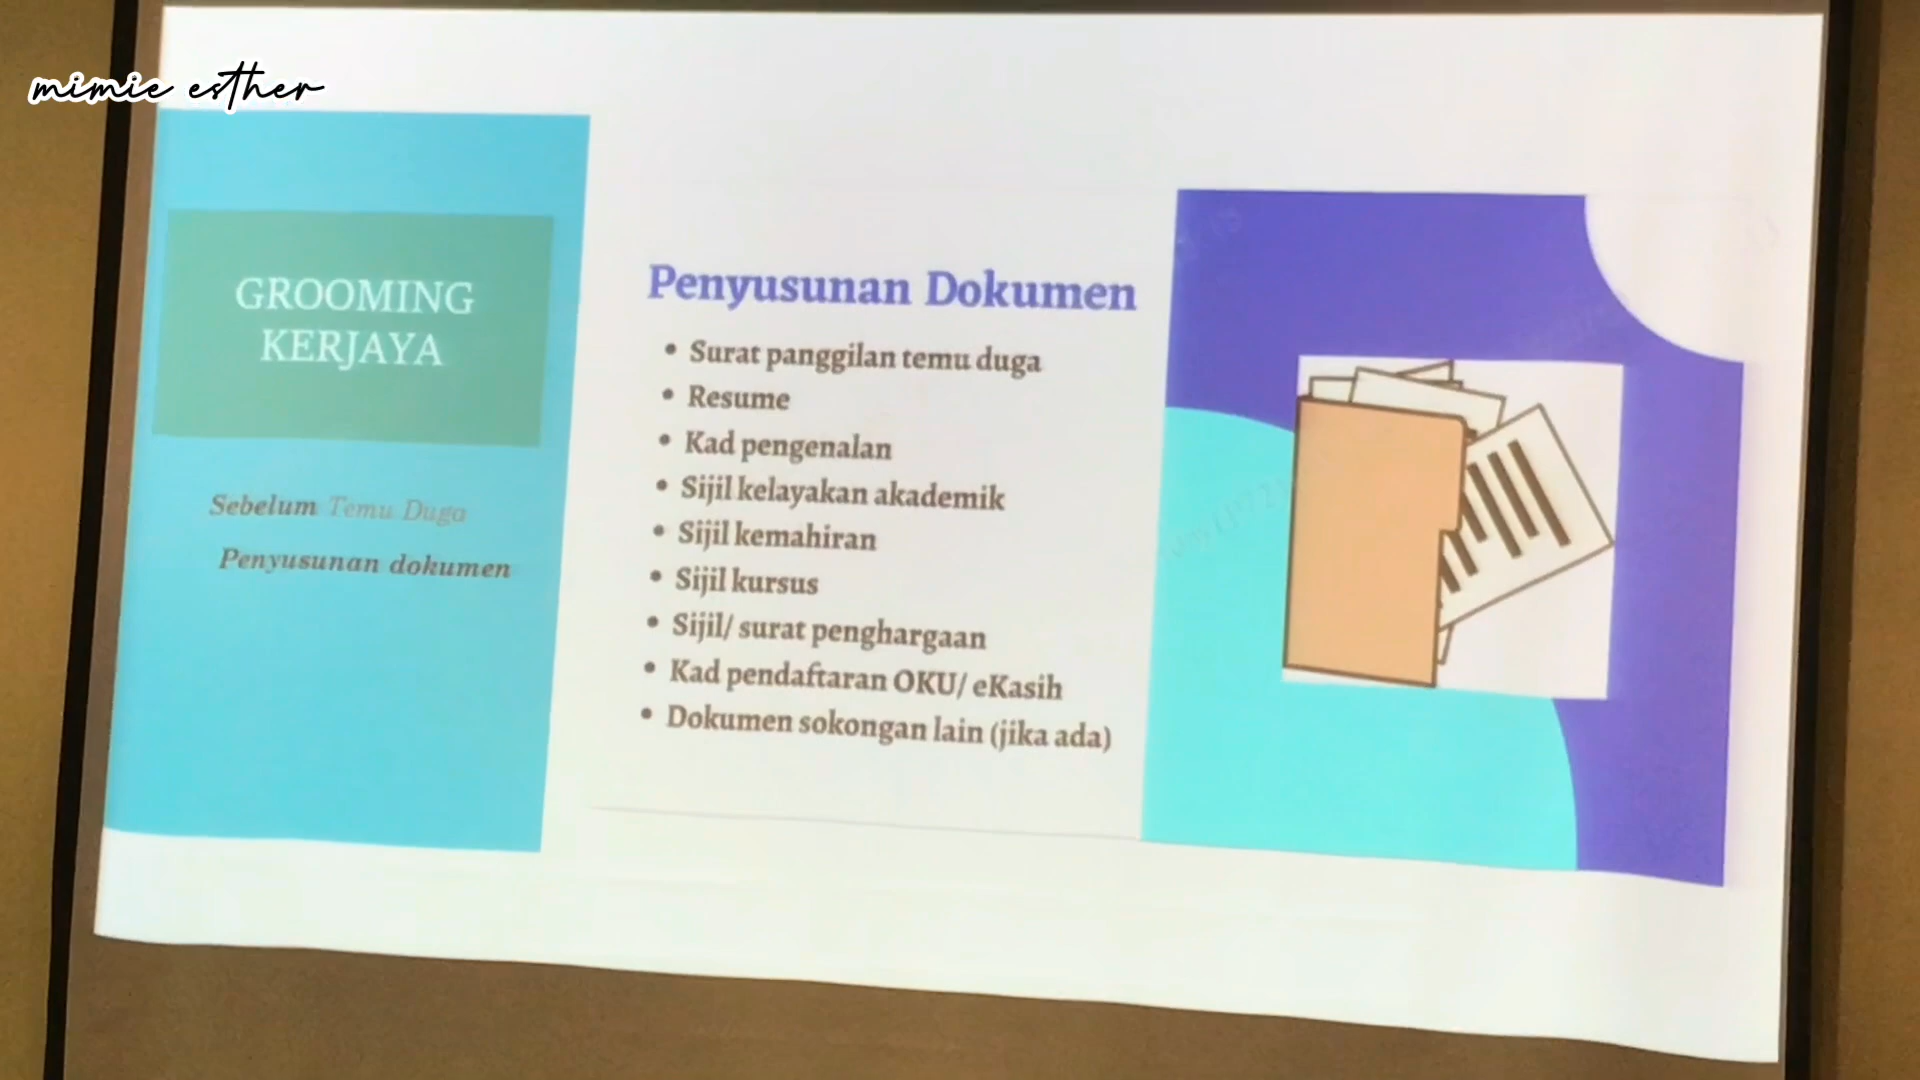 mimie esther
GROOMING
KERJAYA
Sebelum Temu Duga
Penyusunan dokumen
Penyusunan Dokumen
• Surat panggilan temu duga
• Resume
• Kad pengenalan
• Sijil kelayakan akademik
• Sijil kemahiran
• Sijil kursus
• Sijil/ surat penghargaan
• Kad pendaftaran OKU/ eKasih
• Dokumen sokongan lain (jika ada)